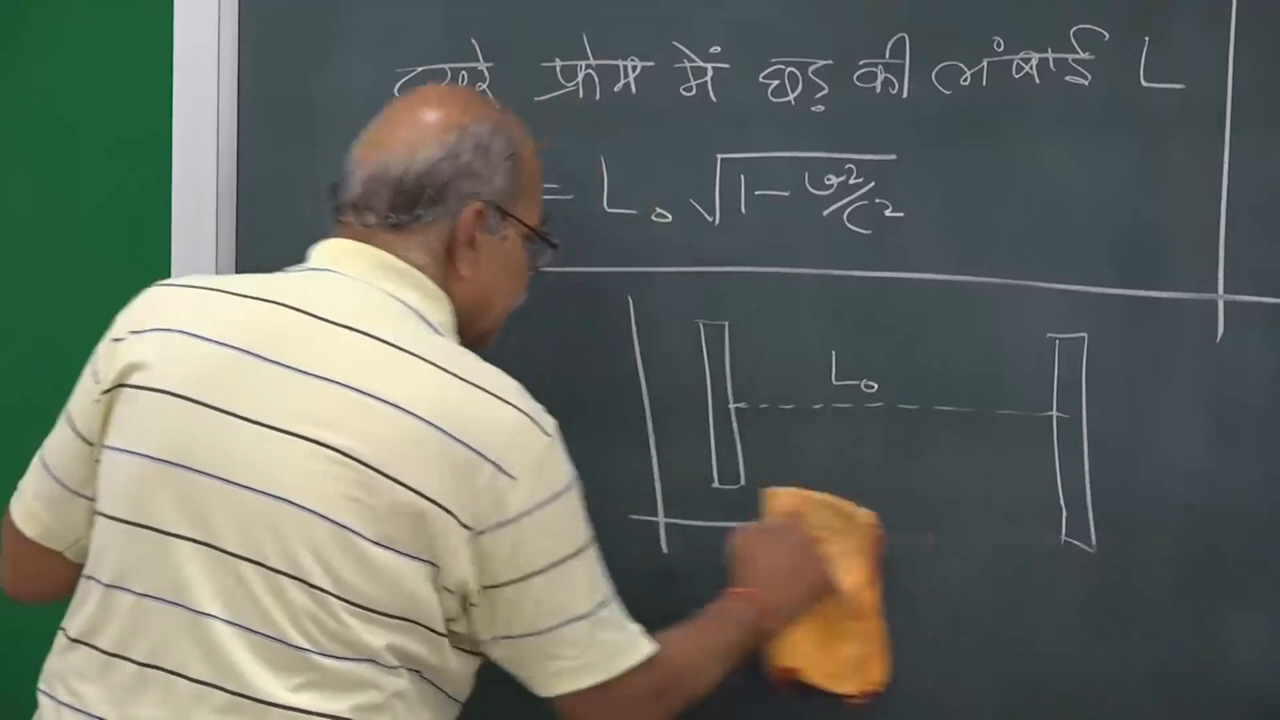 फ्रेम में छड़ की लंबाई L
= L₀ √1 - v²/c²
L₀